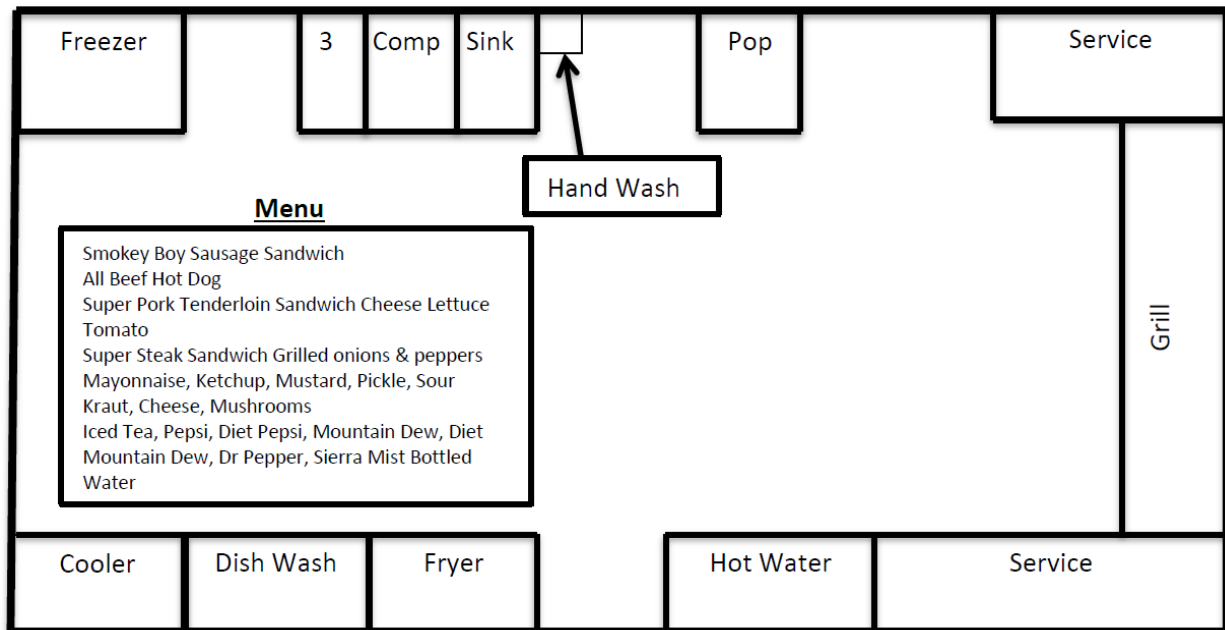 Freezer
3 Comp Sink
Pop
Service
Hand Wash
Menu
Smokey Boy Sausage Sandwich
All Beef Hot Dog
Super Pork Tenderloin Sandwich Cheese Lettuce
Tomato
Super Steak Sandwich Grilled onions & peppers
Mayonnaise, Ketchup, Mustard, Pickle, Sour
Kraut, Cheese, Mushrooms
Iced Tea, Pepsi, Diet Pepsi, Mountain Dew, Diet
Mountain Dew, Dr Pepper, Sierra Mist Bottled
Water
Grill
Cooler
Dish Wash
Fryer
Hot Water
Service